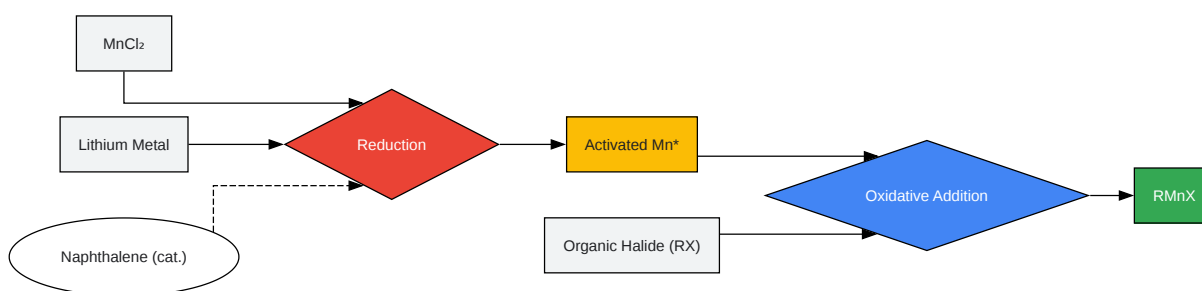 MnCl₂
Lithium Metal
Reduction
Activated Mn*
Naphthalene (cat.)
Organic Halide (RX)
Oxidative Addition
RMnX